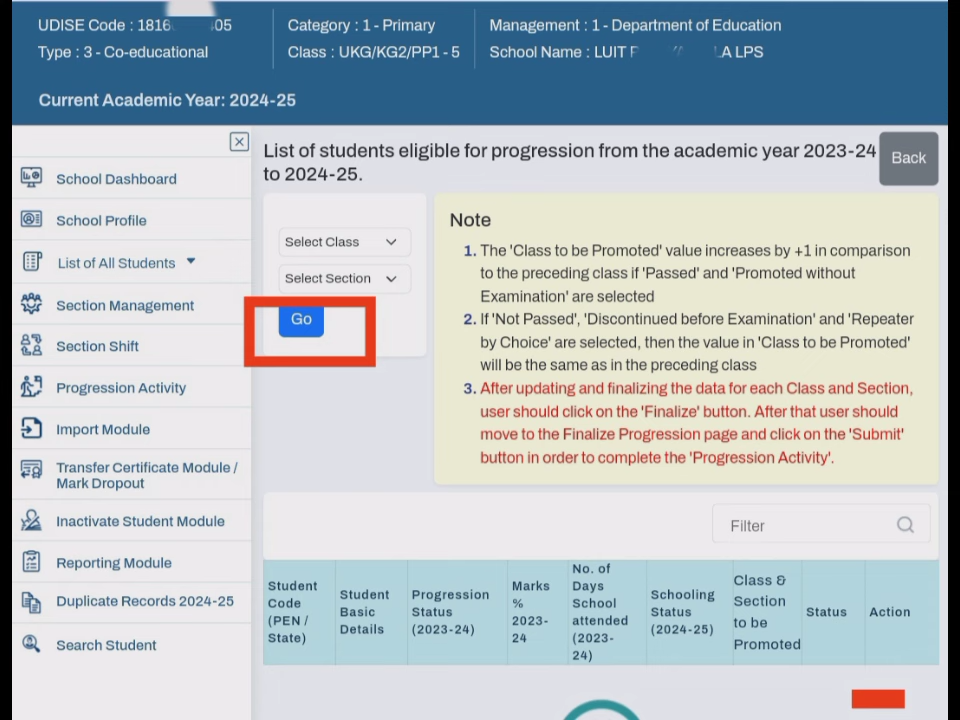 UDISE Code : 1816 05
Category : 1 - Primary
Management : 1 - Department of Education
Type : 3 - Co-educational
Class : UKG/KG2/PP1 - 5
School Name : LUIT A LPS
Current Academic Year: 2024-25
School Dashboard
School Profile
List of All Students
Section Management
Section Shift
Progression Activity
Import Module
Transfer Certificate Module /
Mark Dropout
Inactivate Student Module
Reporting Module
Duplicate Records 2024-25
Search Student
List of students eligible for progression from the academic year 2023-24
to 2024-25.
Back
Select Class
Select Section
Go
Note
1. The 'Class to be Promoted' value increases by +1 in comparison
to the preceding class if 'Passed' and 'Promoted without
Examination' are selected
2. If 'Not Passed', 'Discontinued before Examination' and 'Repeater
by Choice' are selected, then the value in 'Class to be Promoted'
will be the same as in the preceding class
3. After updating and finalizing the data for each Class and Section,
user should click on the 'Finalize' button. After that user should
move to the Finalize Progression page and click on the 'Submit'
button in order to complete the 'Progression Activity'.
Filter
Student
Code
(PEN /
State)
Student
Basic
Details
Progression
Status
(2023-24)
Marks
%
2023-
24
No. of
Days
School
attended
(2023-
24)
Schooling
Status
(2024-25)
Class &
Section
to be
Promoted
Status
Action